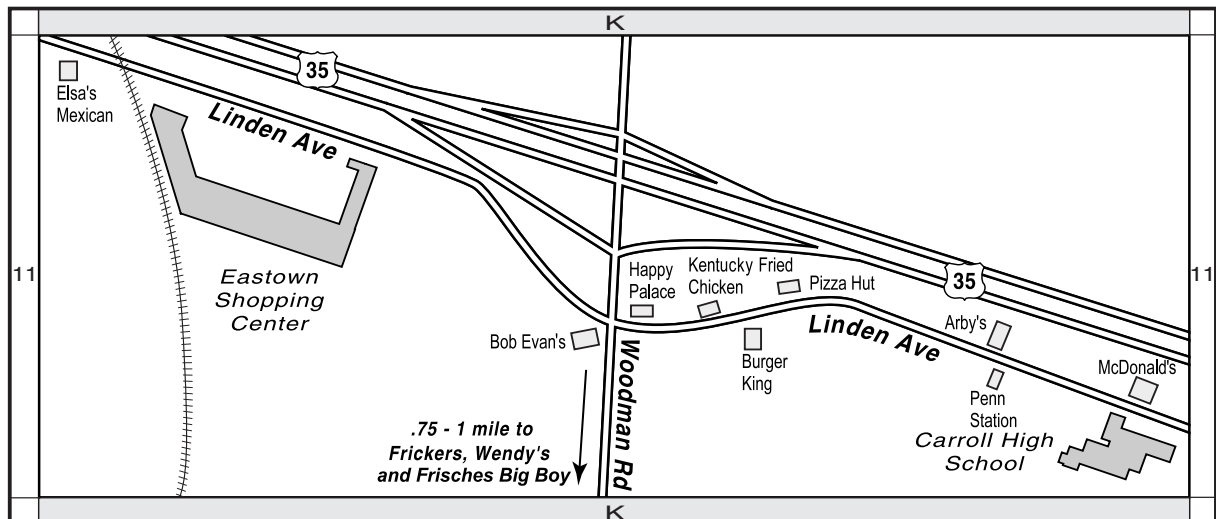 K
35
Elsa's
Mexican
Linden Ave
11
Eastown
Shopping
Center
Happy
Palace
Kentucky Fried
Chicken
Pizza Hut
35
11
Bob Evan's
Burger
King
Linden Ave
Arby's
McDonald's
Penn
Station
Woodman Rd
.75 - 1 mile to
Frickers, Wendy's
and Frisches Big Boy
Carroll High
School
K